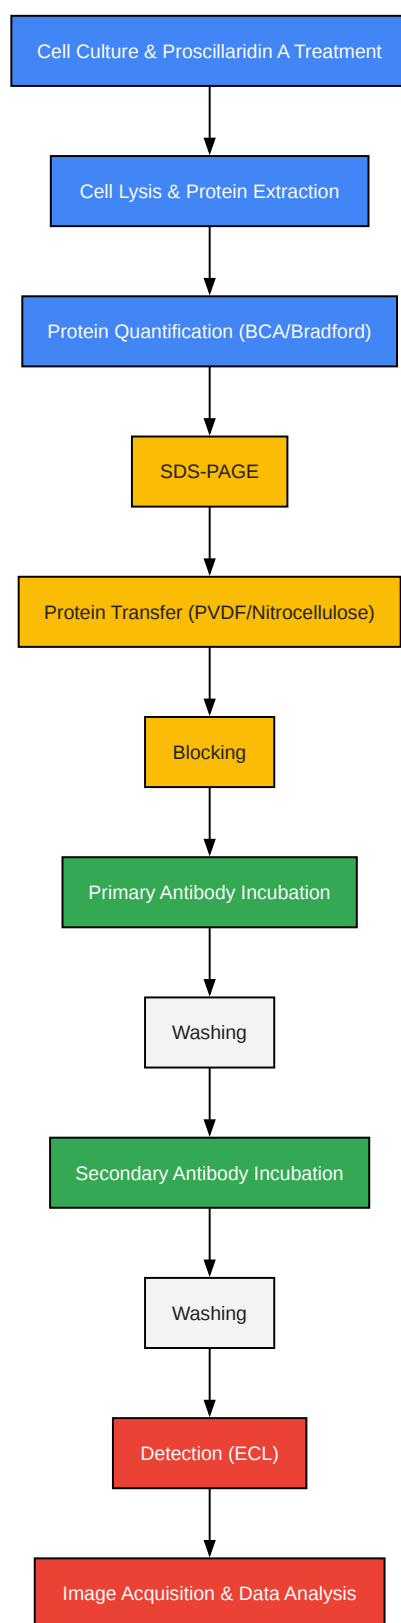 Cell Culture & Proscillaridin A Treatment
Cell Lysis & Protein Extraction
Protein Quantification (BCA/Bradford)
SDS-PAGE
Protein Transfer (PVDF/Nitrocellulose)
Blocking
Primary Antibody Incubation
Washing
Secondary Antibody Incubation
Washing
Detection (ECL)
Image Acquisition & Data Analysis